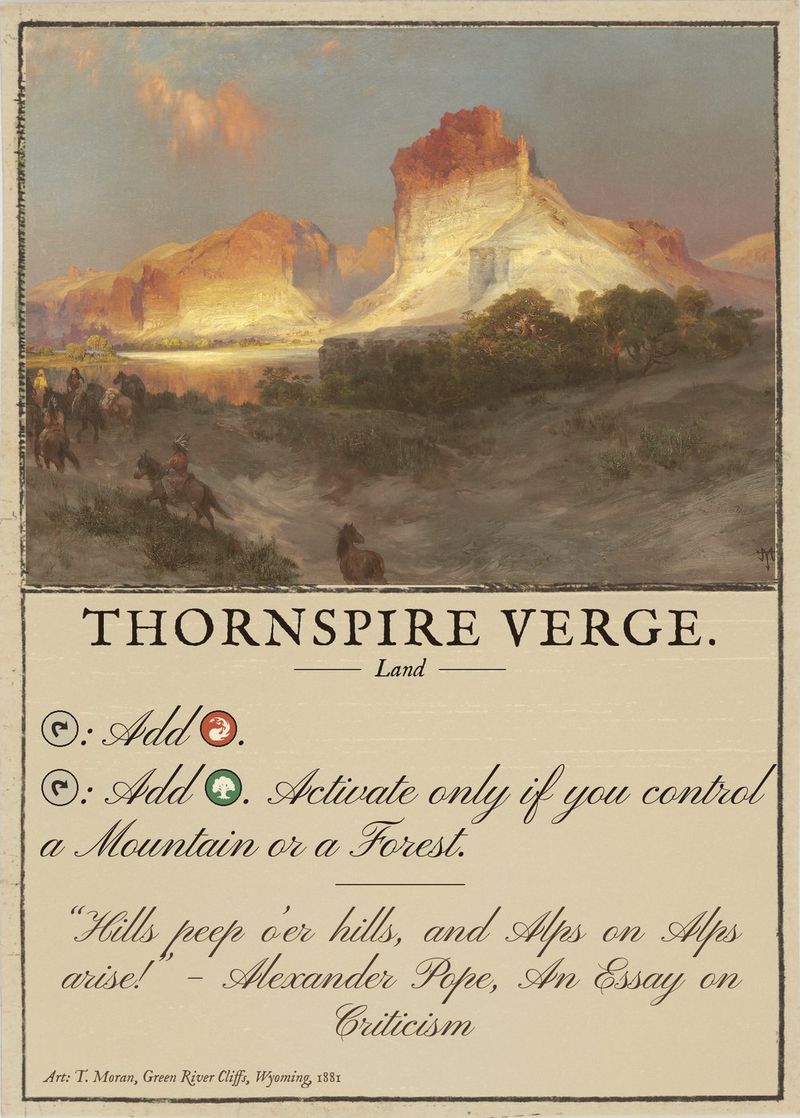 THORNSPIRE VERGE.
Land
: Add .
: Add . Activate only if you control
a Mountain or a Forest.
“Hills peep o’er hills, and Alps on Alps
arise!” – Alexander Pope, An Essay on
Criticism
Art: T. Moran, Green River Cliffs, Wyoming, 1881